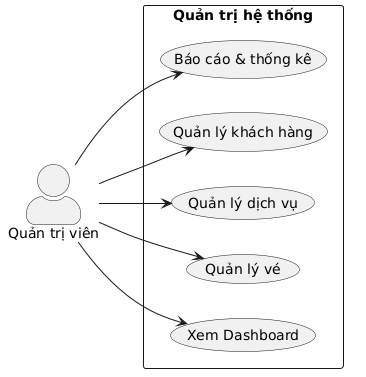 Quản trị hệ thống
Báo cáo & thống kê
Quản lý khách hàng
Quản lý dịch vụ
Quản trị viên
Quản lý vé
Xem Dashboard